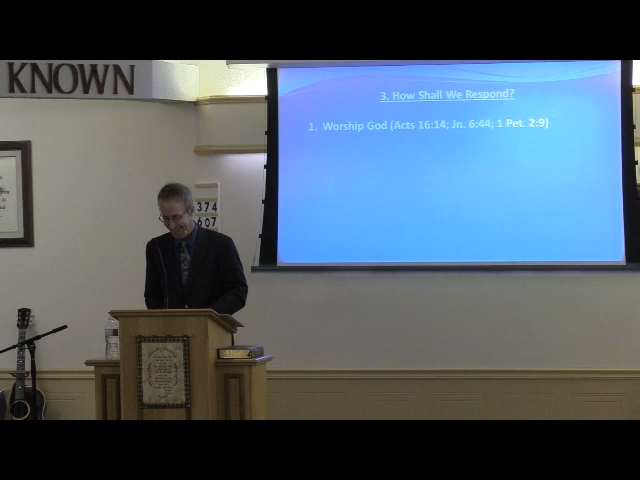 KNOWN
3. How Shall We Respond?
1. Worship God (Acts 16:14; Jn. 6:44; 1 Pet. 2:9)
374
607